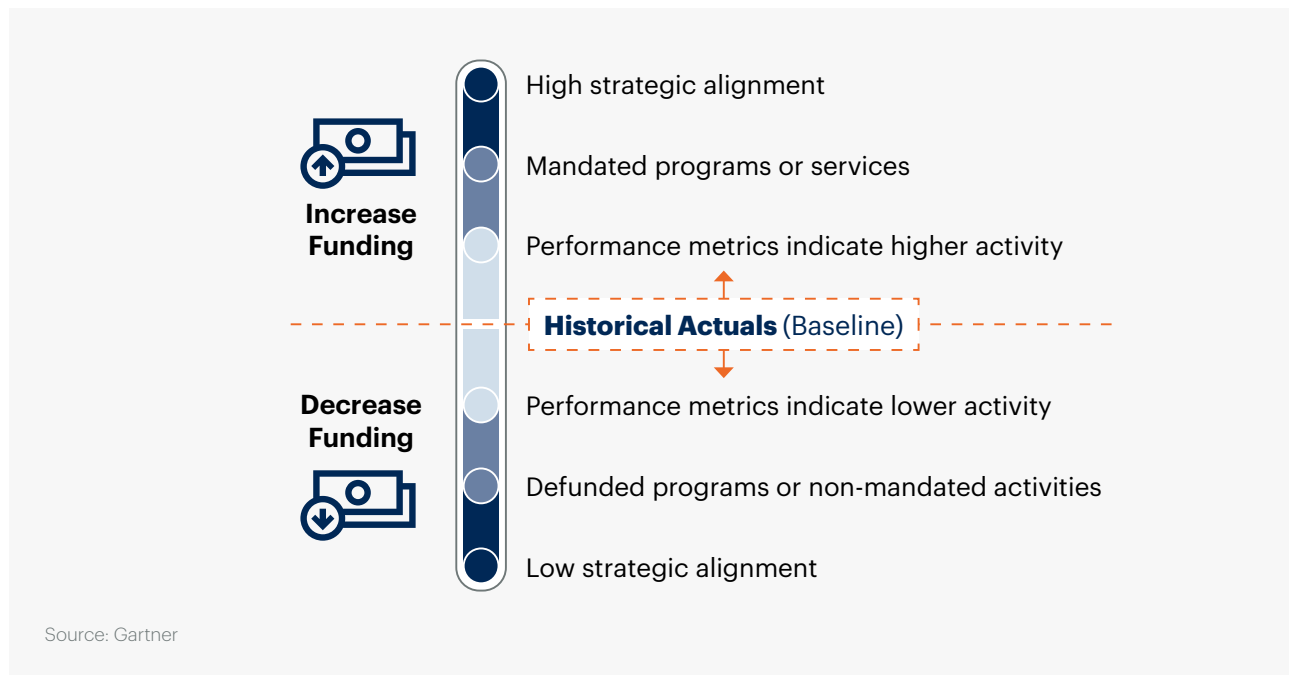 High strategic alignment
Mandated programs or services
Increase
Funding
Performance metrics indicate higher activity
Historical Actuals (Baseline)
Decrease
Funding
Performance metrics indicate lower activity
Defunded programs or non-mandated activities
Low strategic alignment
Source: Gartner